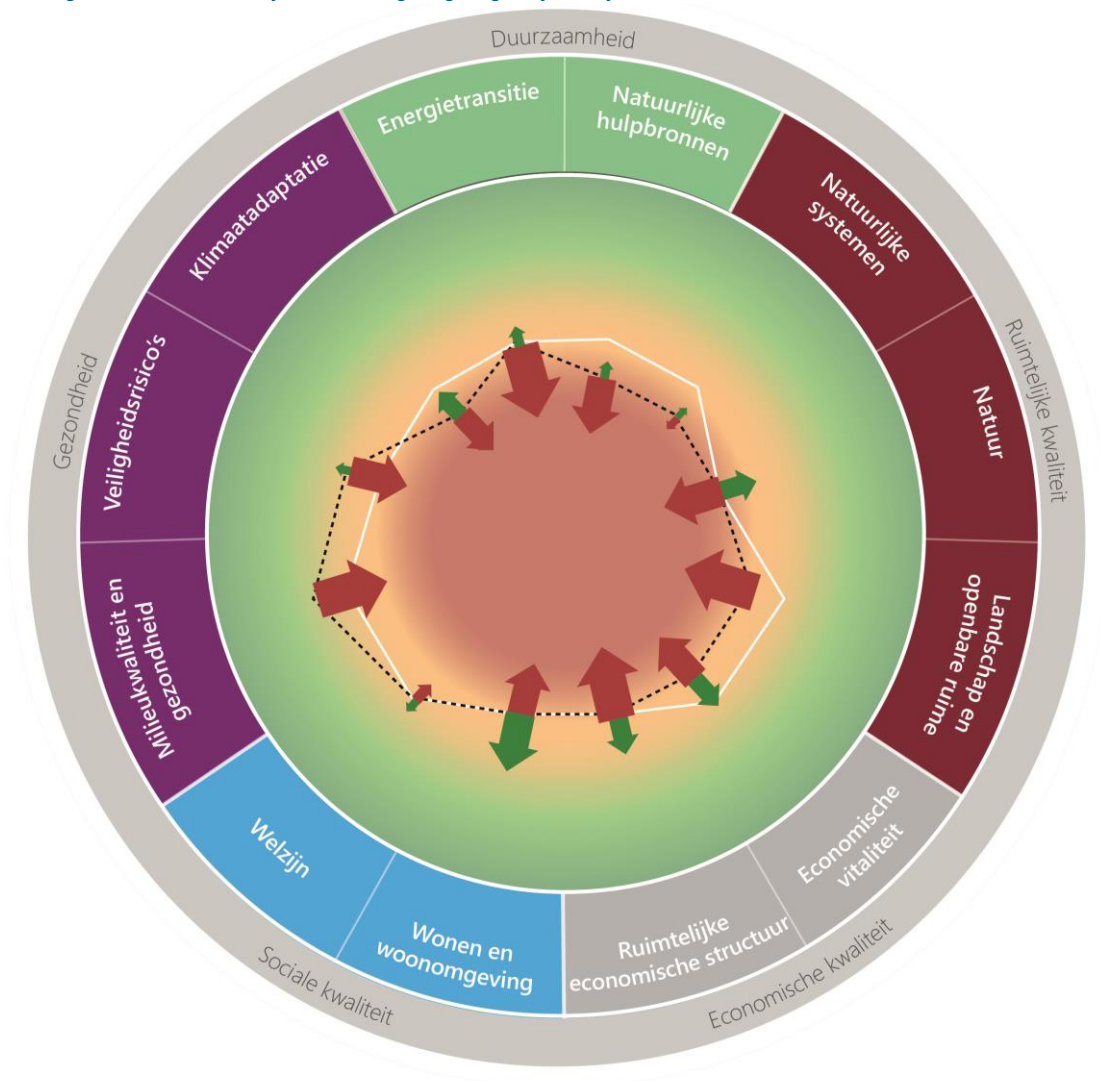 Duurzaamheid
Energietransitie
Natuurlijke
hulpbronnen
Natuurlijke
systemen
Ruimtelijke kwaliteit
Natuur
Landschap en
openbare ruime
Economische
vitaliteit
Economische kwaliteit
Ruimtelijke
economische structuur
Wonen en
woonomgeving
Sociale kwaliteit
Welzijn
Milieukwaliteit en
gezondheid
Gezondheid
Veiligheidsrisico's
Klimaatadaptatie